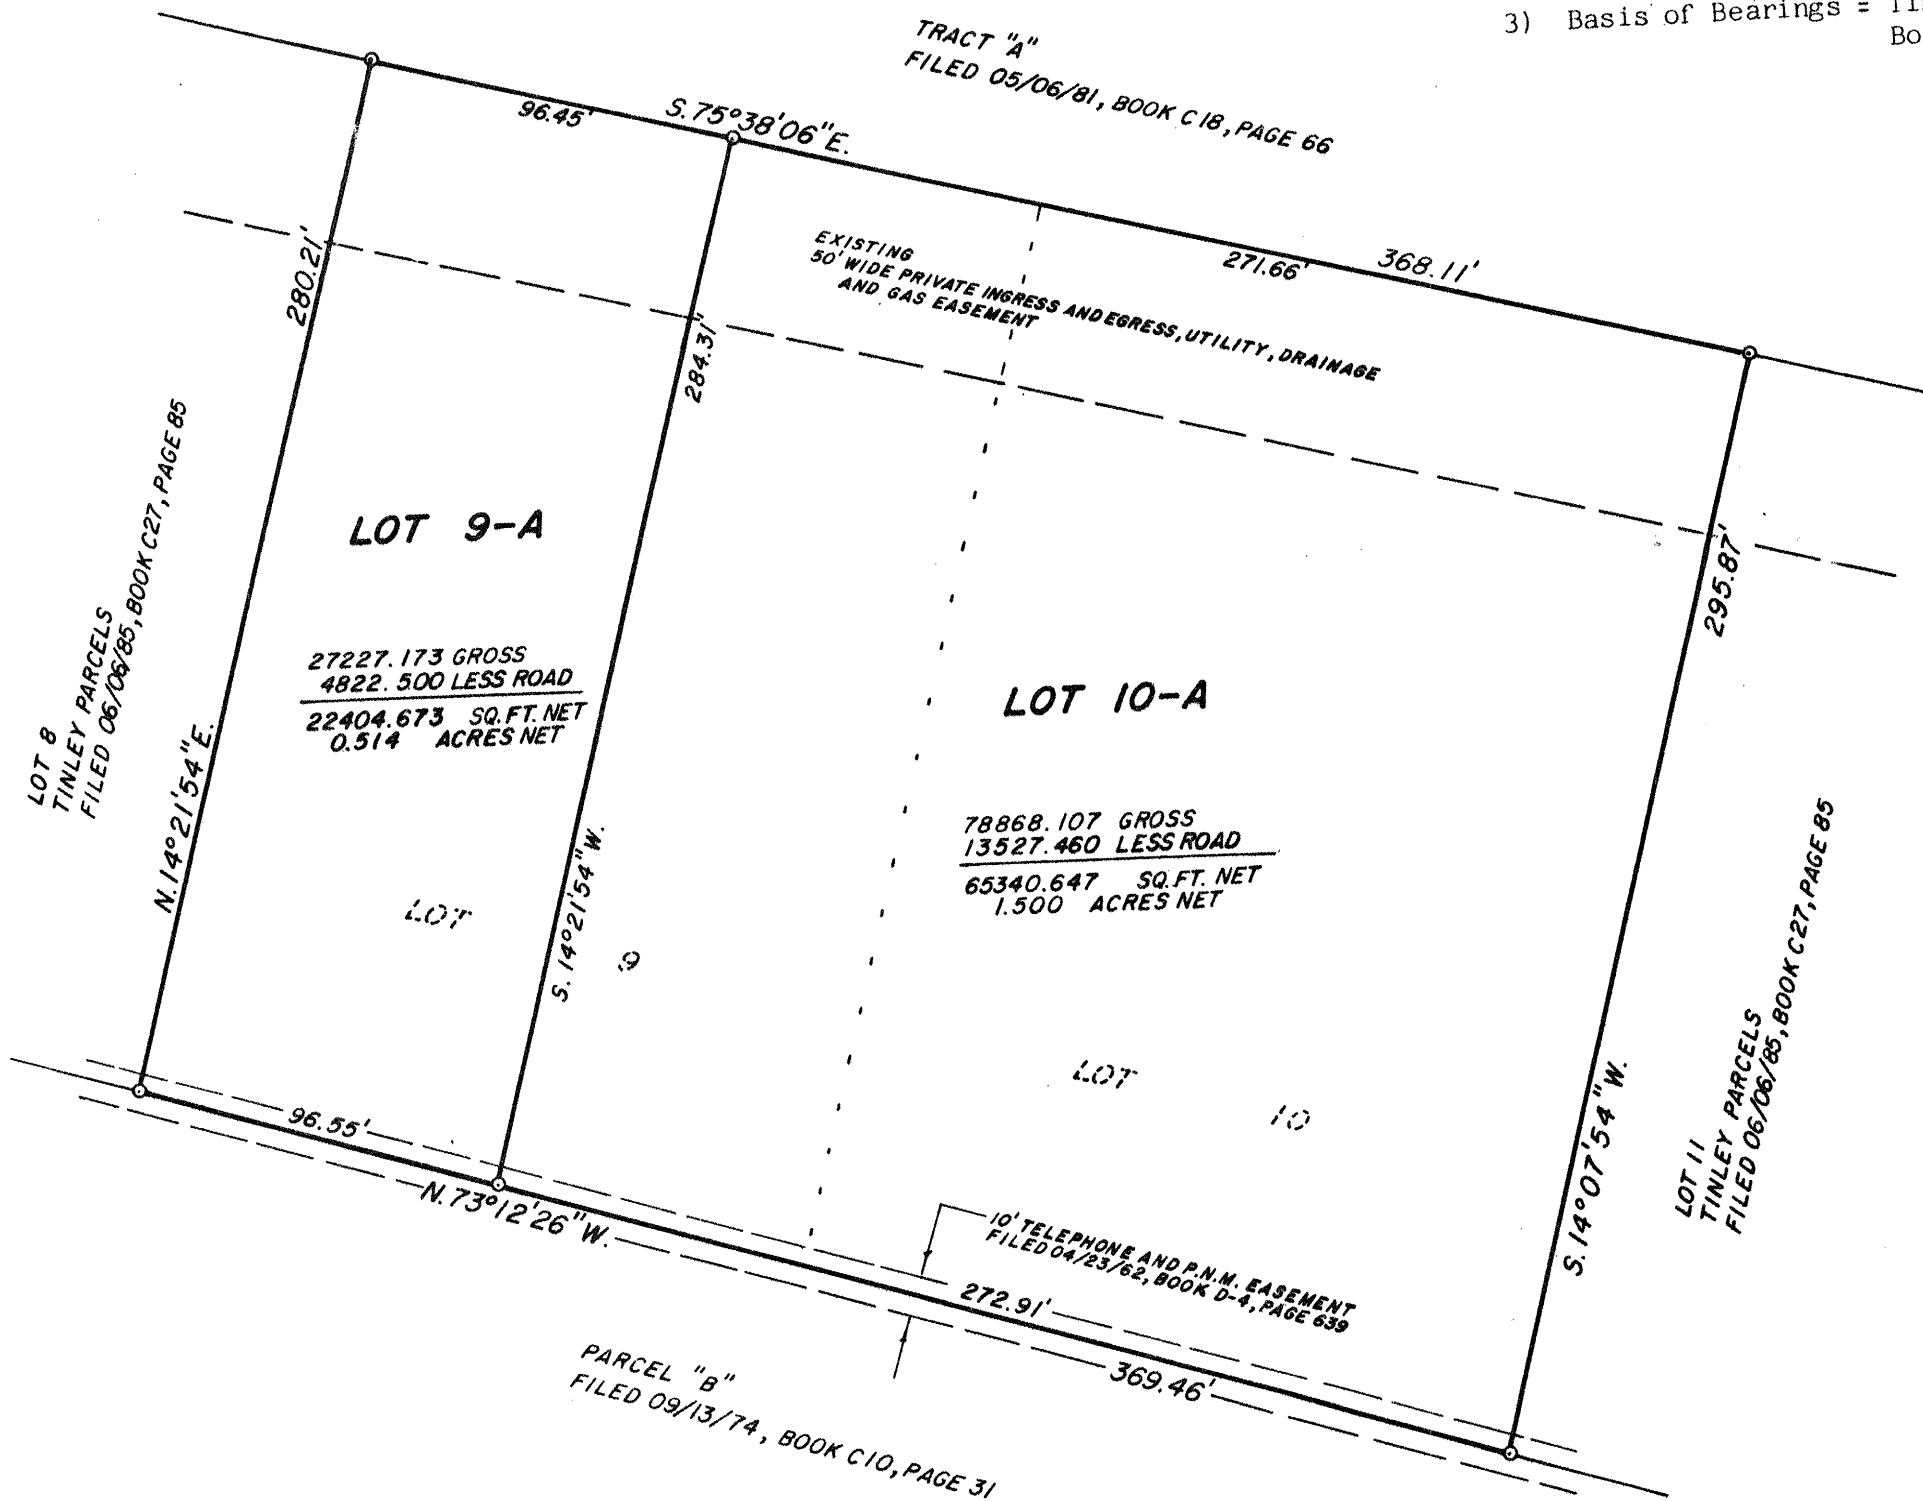 3) Basis of Bearings =
Bo
TRACT "A"
FILED 05/06/81, BOOK C18, PAGE 66
96.45'
S.75°38'06"E.
271.66'
368.11'
EXISTING
50' WIDE PRIVATE INGRESS AND EGRESS, UTILITY, DRAINAGE
AND GAS EASEMENT
280.21'
284.31'
295.87'
LOT 8
TINLEY PARCELS
FILED 06/06/85, BOOK C27, PAGE 85
N.14°21'54"E.
LOT 9-A
27227.173 GROSS
4822.500 LESS ROAD
22404.673 SQ.FT. NET
0.514 ACRES NET
LOT 9
S.14°21'54"W.
LOT 10-A
78868.107 GROSS
13527.460 LESS ROAD
65340.647 SQ.FT. NET
1.500 ACRES NET
LOT 10
S.14°07'54"W.
LOT 11
TINLEY PARCELS
FILED 06/06/85, BOOK C27, PAGE 85
96.55'
N.73°12'26"W.
10' TELEPHONE AND P.N.M. EASEMENT
FILED 04/23/62, BOOK D-4, PAGE 639
272.91'
369.46'
PARCEL "B"
FILED 09/13/74, BOOK C10, PAGE 31